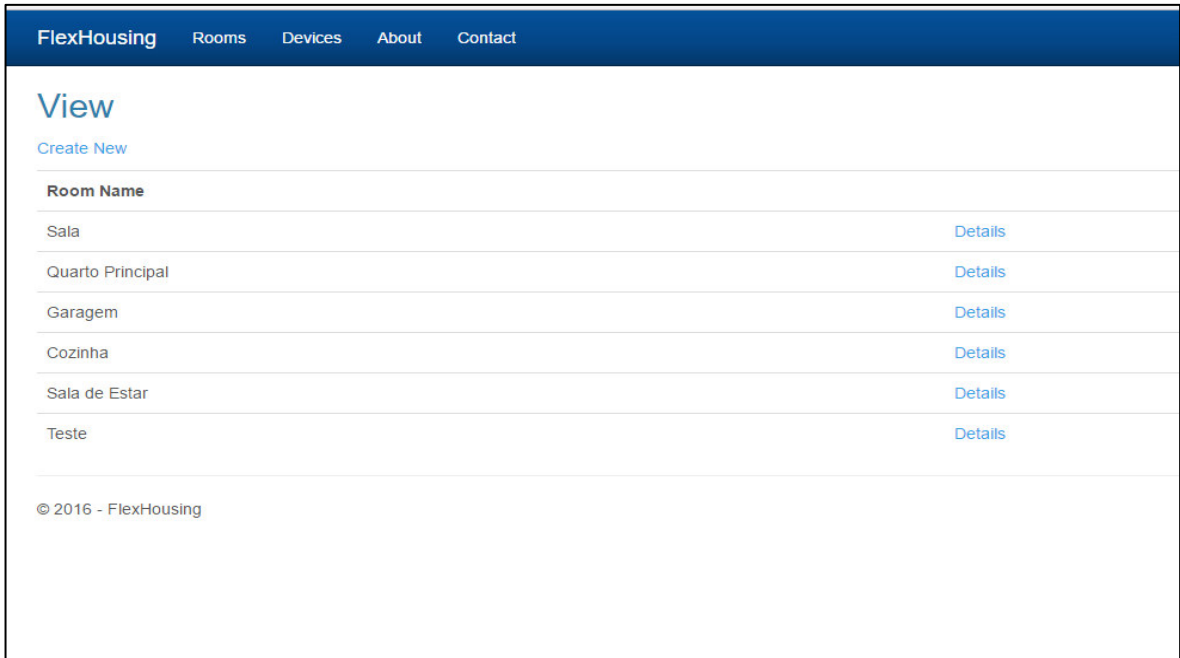 FlexHousing Rooms Devices About Contact
View
Create New
Room Name
Sala Details
Quarto Principal Details
Garagem Details
Cozinha Details
Sala de Estar Details
Teste Details
© 2016 - FlexHousing